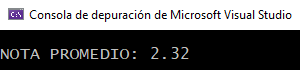 Consola de depuración de Microsoft Visual Studio
NOTA PROMEDIO: 2.32